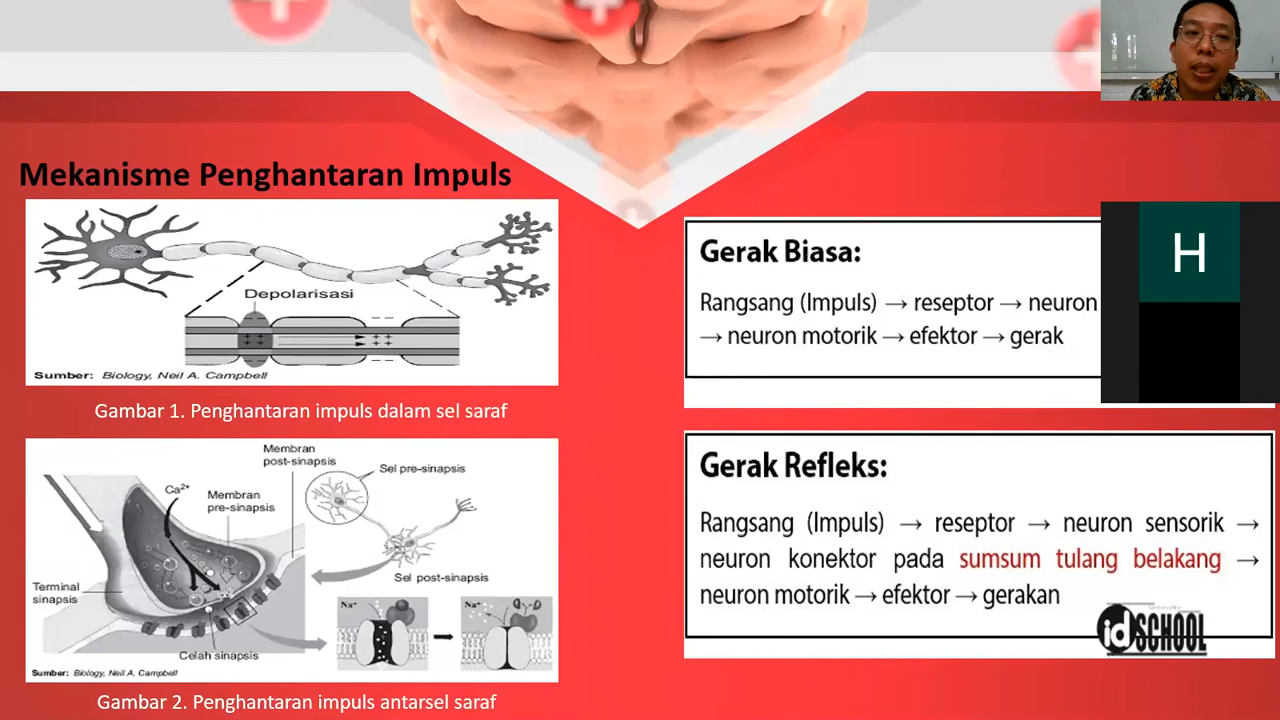 Mekanisme Penghantaran Impuls
Depolarisasi
Sumber: Biology, Neil A. Campbell
Gambar 1. Penghantaran impuls dalam sel saraf
Membran
post-sinapsis
Sel pre-sinapsis
Ca²⁺
Membran
pre-sinapsis
Sel post-sinapsis
Terminal
sinapsis
Na⁺
Na⁺
Celah sinapsis
Sumber: Biology, Neil A. Campbell
Gambar 2. Penghantaran impuls antarsel saraf
Gerak Biasa:
Rangsang (Impuls) → reseptor → neuron
→ neuron motorik → efektor → gerak
H
Gerak Refleks:
Rangsang (Impuls) → reseptor → neuron sensorik →
neuron konektor pada sumsum tulang belakang →
neuron motorik → efektor → gerakan
idSCHOOL